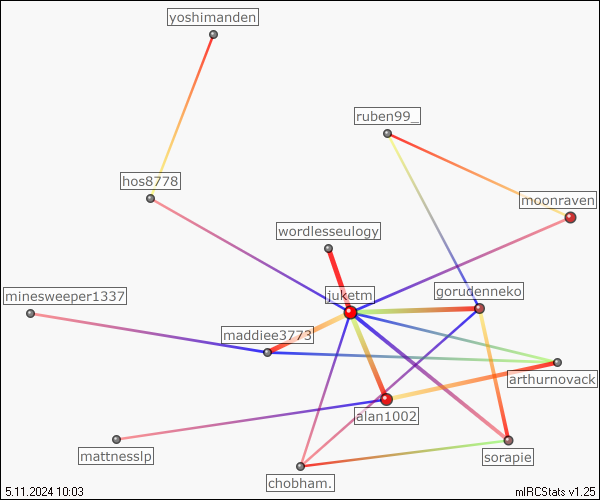 yoshimanden
ruben99_
hos8778
moonraven
wordlesseulogy
minesweeper1337
juketm
gorudenneko
maddiee3773
arthurnovack
alan1002
mattnesslp
sorapie
chobham.
5.11.2024 10:03
mIRCStats v1.25